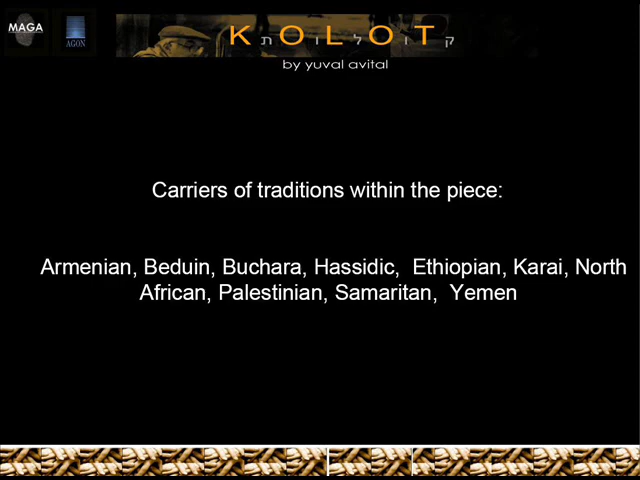 MAGA
AGON
KOLOT
קולות
by yuval avital
Carriers of traditions within the piece:
Armenian, Beduin, Buchara, Hassidic,  Ethiopian, Karai, North
African, Palestinian, Samaritan,  Yemen